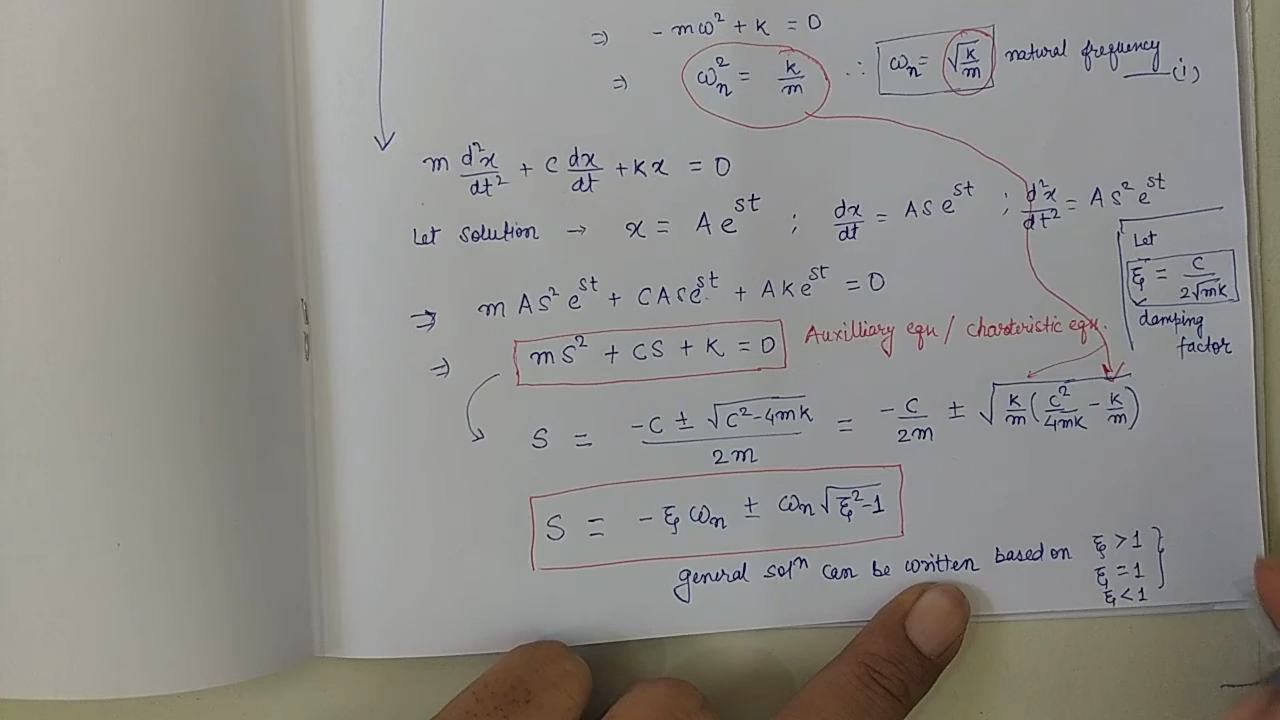 ⇒ - mω² + K = 0
⇒ ωₙ² = k/m ∴ ωₙ = √(k/m) natural frequency —(i)
m d²x/dt² + C dx/dt + Kx = 0
Let solution → x = Ae^st ; dx/dt = ASe^st ; d²x/dt² = AS²e^st
Let
ξ = C/2√mk
damping
factor
⇒ mAS²e^st + CASe^st + AKe^st = 0
⇒ mS² + CS + K = 0 Auxilliary equ / charteristic equ.
S = (-C ± √(C²-4mk))/2m = -C/2m ± √(k/m (C²/4mk - k/m))
S = - ξωₙ ± ωₙ√(ξ²-1)
general solⁿ can be written based on ξ > 1
ξ = 1
ξ < 1